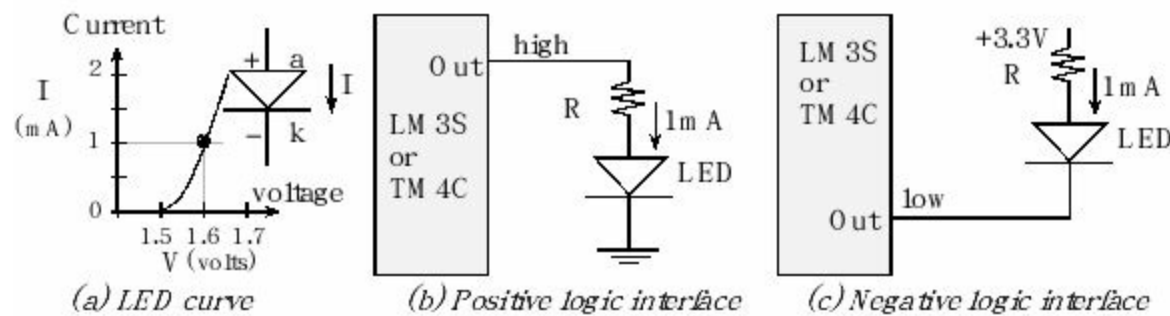 Current
2
I
(mA)
1
0
1.5 1.6 1.7
V (volts)
voltage
+ a
I
- k
(a) LED curve
high
Out
LM3S
or
TM4C
R
1mA
LED
(b) Positive logic interface
LM3S
or
TM4C
+3.3V
R
1mA
LED
low
Out
(c) Negative logic interface